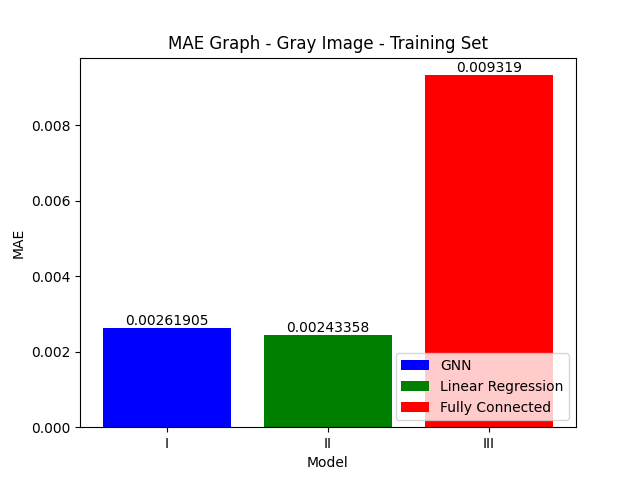 MAE Graph - Gray Image - Training Set
0.009319
0.008
0.006
MAE
0.004
0.00261905
0.00243358
0.002
GNN
Linear Regression
Fully Connected
0.000
I
II
III
Model